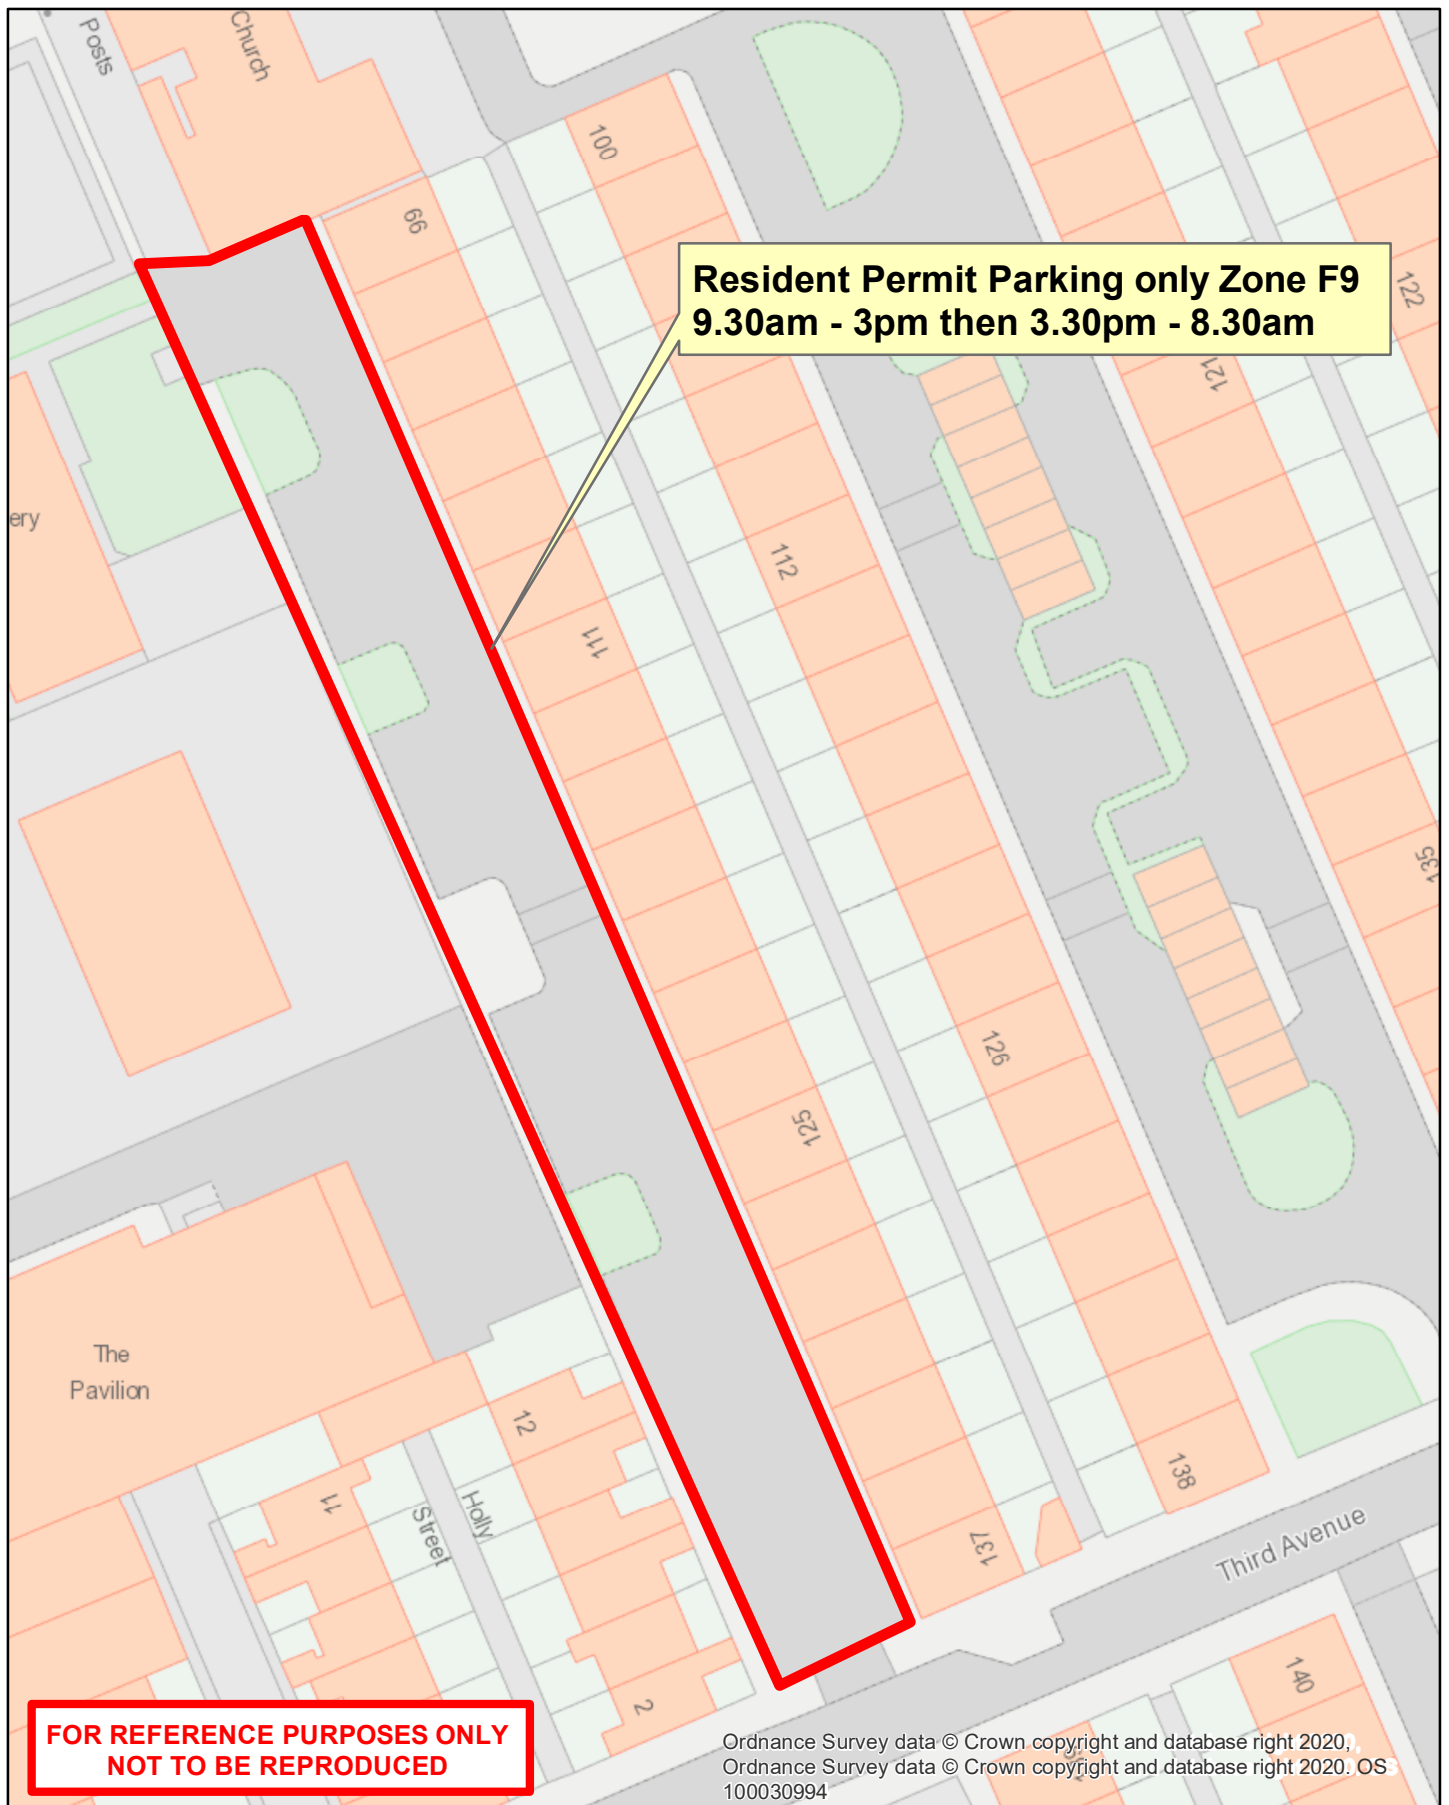 Posts
Church
100
66
Resident Permit Parking only Zone F9
9.30am - 3pm then 3.30pm - 8.30am
122
121
ery
112
111
135
126
125
The
Pavilion
12
11
Holly
Street
138
137
Third Avenue
2
140
FOR REFERENCE PURPOSES ONLY
NOT TO BE REPRODUCED
Ordnance Survey data © Crown copyright and database right 2020,
Ordnance Survey data © Crown copyright and database right 2020. OS
100030994